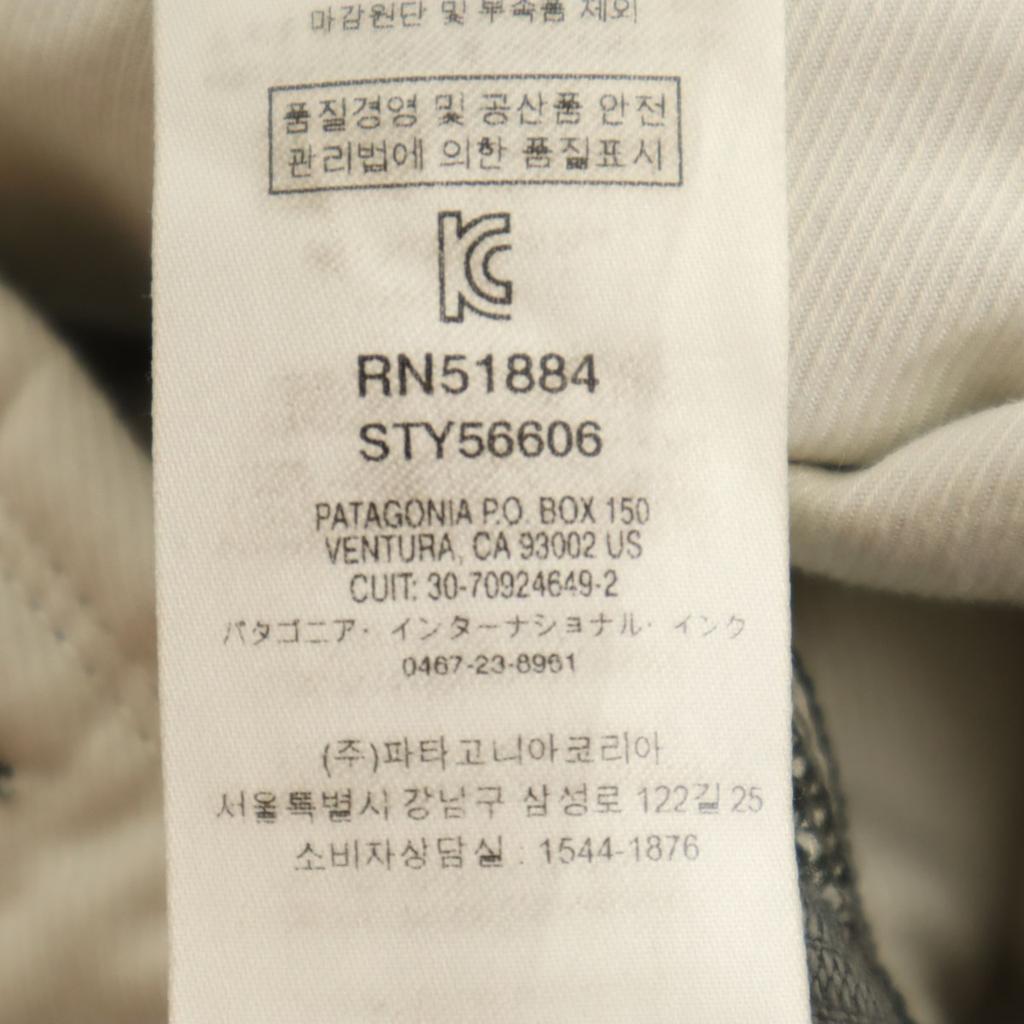 마감원단 및 부속품 제외
품질경영 및 공산품 안전
관리법에 의한 품질표시
RN51884
STY56606
PATAGONIA P.O. BOX 150
VENTURA, CA 93002 US
CUIT: 30-70924649-2
パタゴニア・インターナショナル・インク
0467-23-8961
(주)파타고니아코리아
서울특별시 강남구 삼성로 122길 25
소비자상담실 : 1544-1876